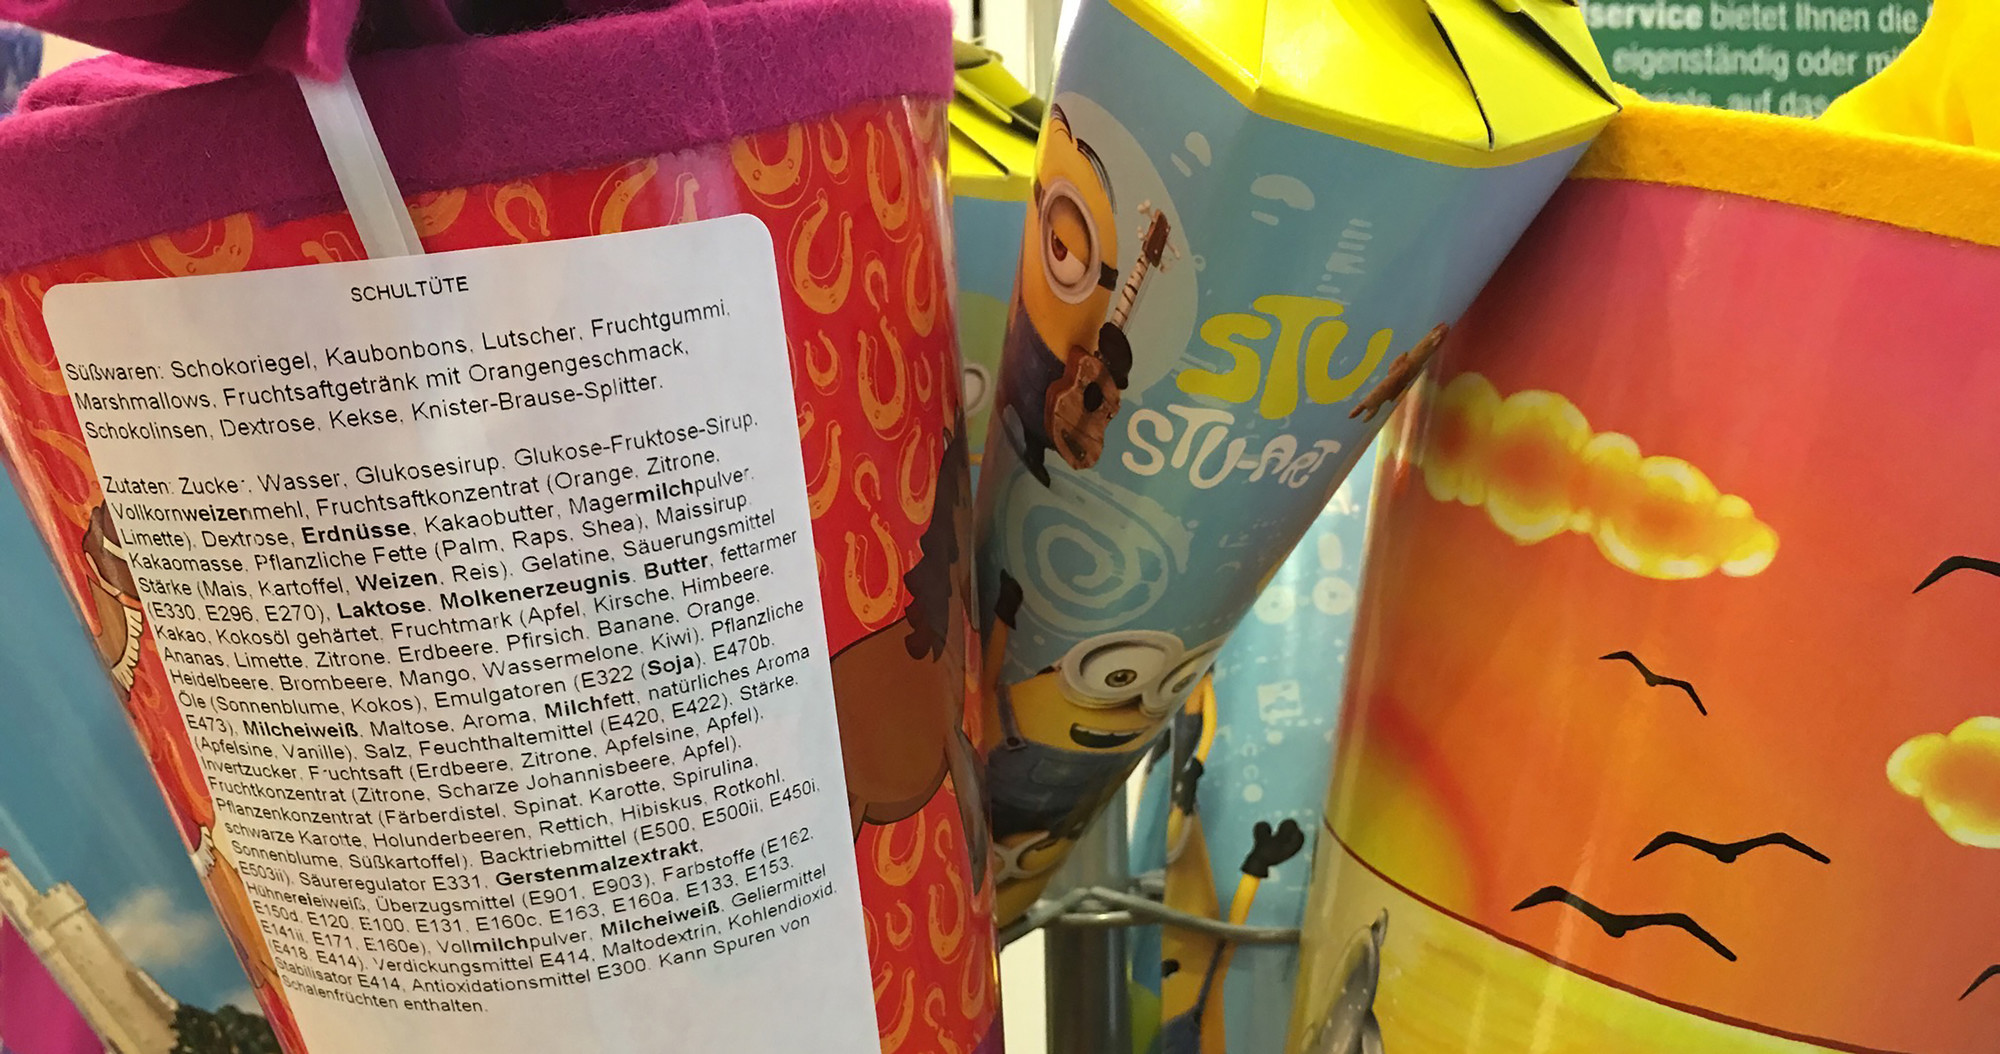 SCHULTÜTE
Süßwaren: Schokoriegel, Kaubonbons, Lutscher, Fruchtgummi,
Marshmallows, Fruchtsaftgetränk mit Orangengeschmack,
Schokolinsen, Dextrose, Kekse, Knister-Brause-Splitter.
Zutaten: Zucker, Wasser, Glukosesirup, Glukose-Fruktose-Sirup,
Vollkornweizenmehl, Fruchtsaftkonzentrat (Orange, Zitrone,
Limette), Dextrose, Erdnüsse, Kakaobutter, Magermilchpulver,
Kakaomasse, Pflanzliche Fette (Palm, Raps, Shea), Maissirup,
Stärke (Mais, Kartoffel, Weizen, Reis), Gelatine, Säuerungsmittel
(E330, E296, E270), Laktose, Molkenerzeugnis, Butter, fettarmer
Kakao, Kokosöl gehärtet, Fruchtmark (Apfel, Kirsche, Himbeere,
Ananas, Limette, Zitrone, Erdbeere, Pfirsich, Banane, Orange,
Heidelbeere, Brombeere, Mango, Wassermelone, Kiwi), Pflanzliche
Öle (Sonnenblume, Kokos), Emulgatoren (E322 (Soja), E470b,
E473), Milcheiweiß, Maltose, Aroma, Milchfett, natürliches Aroma
(Apfelsine, Vanille), Salz, Feuchthaltemittel (E420, E422), Stärke,
Invertzucker, Fruchtsaft (Erdbeere, Zitrone, Apfelsine, Apfel),
Fruchtkonzentrat (Zitrone, Scharze Johannisbeere, Apfel),
Pflanzenkonzentrat (Färberdistel, Spinat, Karotte, Spirulina,
schwarze Karotte, Holunderbeeren, Rettich, Hibiskus, Rotkohl,
Sonnenblume, Süßkartoffel), Backtriebmittel (E500, E500ii, E450i,
E503ii), Säureregulator E331, Gerstenmalzextrakt,
Hühnereleiweiß, Überzugsmittel (E901, E903), Farbstoffe (E162,
E150d, E120, E100, E131, E160c, E163, E160a, E133, E153,
E141ii, E171, E160e), Vollmilchpulver, Milcheiweiß, Geliermittel
(E418, E414), Verdickungsmittel E414, Maltodextrin, Kohlendioxid,
Stabilisator E414, Antioxidationsmittel E300. Kann Spuren von
Schalenfrüchten enthalten.
STU
STU-ART
service bietet Ihnen die
eigenständig oder
auf das